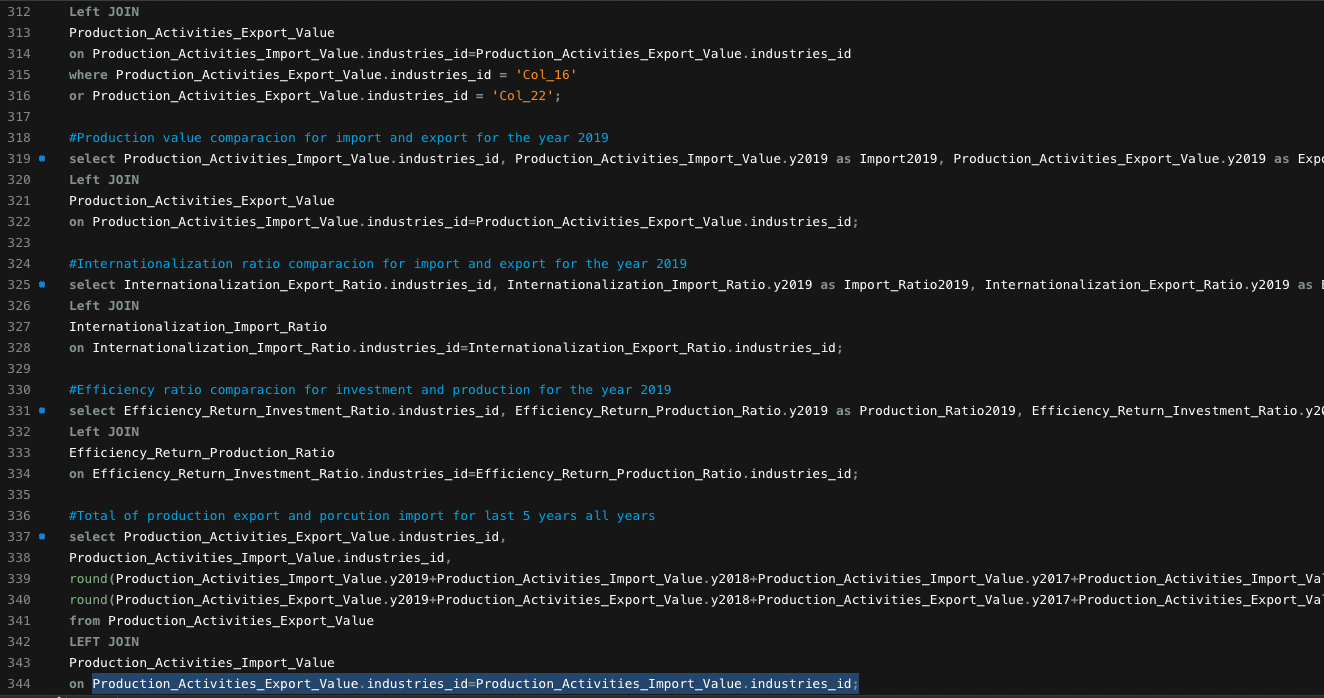 312 Left JOIN
313 Production_Activities_Export_Value
314 on Production_Activities_Import_Value.industries_id=Production_Activities_Export_Value.industries_id
315 where Production_Activities_Export_Value.industries_id = 'Col_16'
316 or Production_Activities_Export_Value.industries_id = 'Col_22';
317
318 #Production value comparacion for import and export for the year 2019
319 select Production_Activities_Import_Value.industries_id, Production_Activities_Import_Value.y2019 as Import2019, Production_Activities_Export_Value.y2019 as Expo
320 Left JOIN
321 Production_Activities_Export_Value
322 on Production_Activities_Import_Value.industries_id=Production_Activities_Export_Value.industries_id;
323
324 #Internationalization ratio comparacion for import and export for the year 2019
325 select Internationalization_Export_Ratio.industries_id, Internationalization_Import_Ratio.y2019 as Import_Ratio2019, Internationalization_Export_Ratio.y2019 as E
326 Left JOIN
327 Internationalization_Import_Ratio
328 on Internationalization_Import_Ratio.industries_id=Internationalization_Export_Ratio.industries_id;
329
330 #Efficiency ratio comparacion for investment and production for the year 2019
331 select Efficiency_Return_Investment_Ratio.industries_id, Efficiency_Return_Production_Ratio.y2019 as Production_Ratio2019, Efficiency_Return_Investment_Ratio.y20
332 Left JOIN
333 Efficiency_Return_Production_Ratio
334 on Efficiency_Return_Investment_Ratio.industries_id=Efficiency_Return_Production_Ratio.industries_id;
335
336 #Total of production export and porcution import for last 5 years all years
337 select Production_Activities_Export_Value.industries_id,
338 Production_Activities_Import_Value.industries_id,
339 round(Production_Activities_Import_Value.y2019+Production_Activities_Import_Value.y2018+Production_Activities_Import_Value.y2017+Production_Activities_Import_Va
340 round(Production_Activities_Export_Value.y2019+Production_Activities_Export_Value.y2018+Production_Activities_Export_Value.y2017+Production_Activities_Export_Va
341 from Production_Activities_Export_Value
342 LEFT JOIN
343 Production_Activities_Import_Value
344 on Production_Activities_Export_Value.industries_id=Production_Activities_Import_Value.industries_id;